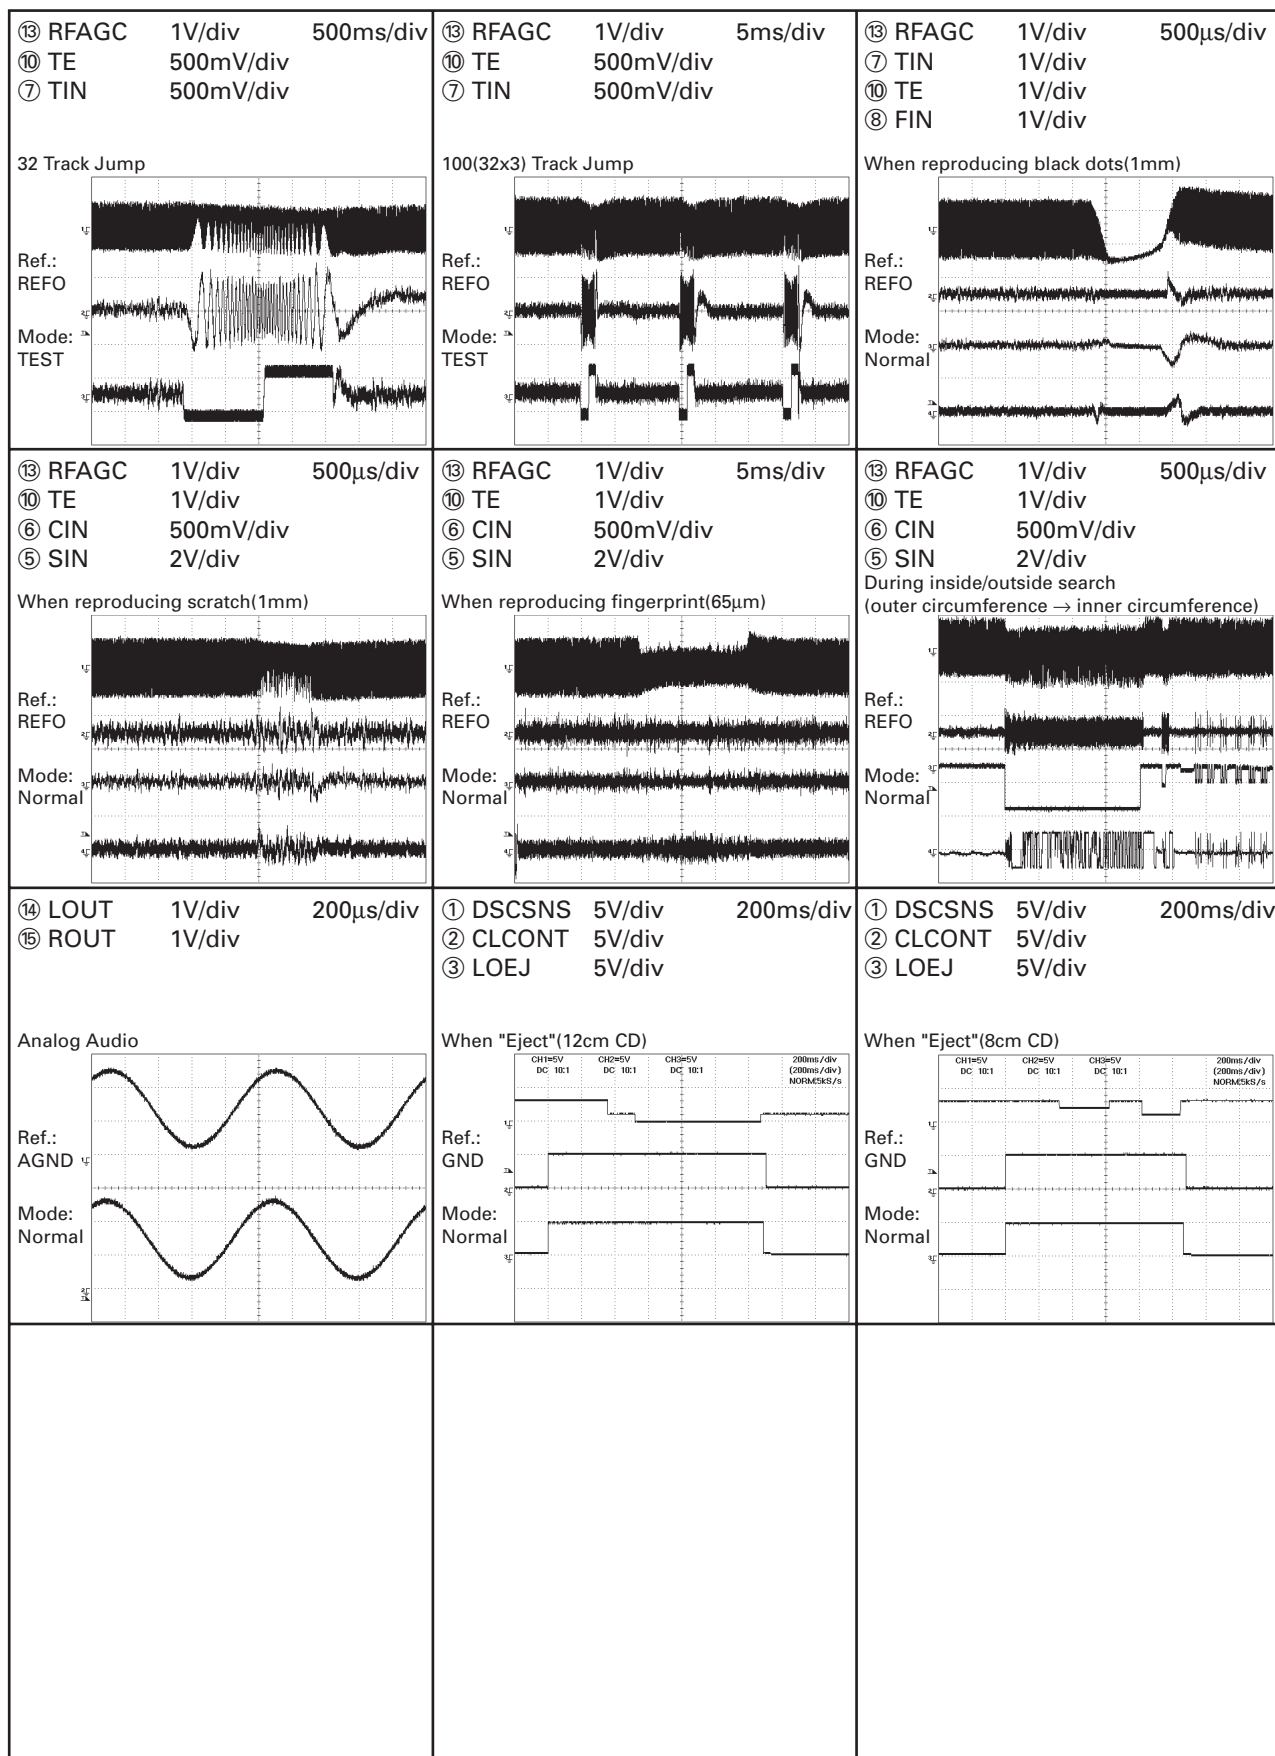 ⑬ RFAGC 1V/div 500ms/div
⑩ TE 500mV/div
⑦ TIN 500mV/div
32 Track Jump
Ref.:
REFO
Mode:
TEST
⑬ RFAGC 1V/div 5ms/div
⑩ TE 500mV/div
⑦ TIN 500mV/div
100(32x3) Track Jump
Ref.:
REFO
Mode:
TEST
⑬ RFAGC 1V/div 500µs/div
⑦ TIN 1V/div
⑩ TE 1V/div
⑧ FIN 1V/div
When reproducing black dots(1mm)
Ref.:
REFO
Mode:
Normal
⑬ RFAGC 1V/div 500µs/div
⑩ TE 1V/div
⑥ CIN 500mV/div
⑤ SIN 2V/div
When reproducing scratch(1mm)
Ref.:
REFO
Mode:
Normal
⑬ RFAGC 1V/div 5ms/div
⑩ TE 1V/div
⑥ CIN 500mV/div
⑤ SIN 2V/div
When reproducing fingerprint(65µm)
Ref.:
REFO
Mode:
Normal
⑬ RFAGC 1V/div 500µs/div
⑩ TE 1V/div
⑥ CIN 500mV/div
⑤ SIN 2V/div
During inside/outside search
(outer circumference → inner circumference)
Ref.:
REFO
Mode:
Normal
⑭ LOUT 1V/div 200µs/div
⑮ ROUT 1V/div
Analog Audio
Ref.:
AGND
Mode:
Normal
① DSCSNS 5V/div 200ms/div
② CLCONT 5V/div
③ LOEJ 5V/div
When "Eject"(12cm CD)
CH1=5V CH2=5V CH3=5V 200ms/div
DC 10:1 DC 10:1 DC 10:1 (200ms/div)
NORM:5kS/s
Ref.:
GND
Mode:
Normal
① DSCSNS 5V/div 200ms/div
② CLCONT 5V/div
③ LOEJ 5V/div
When "Eject"(8cm CD)
CH1=5V CH2=5V CH3=5V 200ms/div
DC 10:1 DC 10:1 DC 10:1 (200ms/div)
NORM:5kS/s
Ref.:
GND
Mode:
Normal